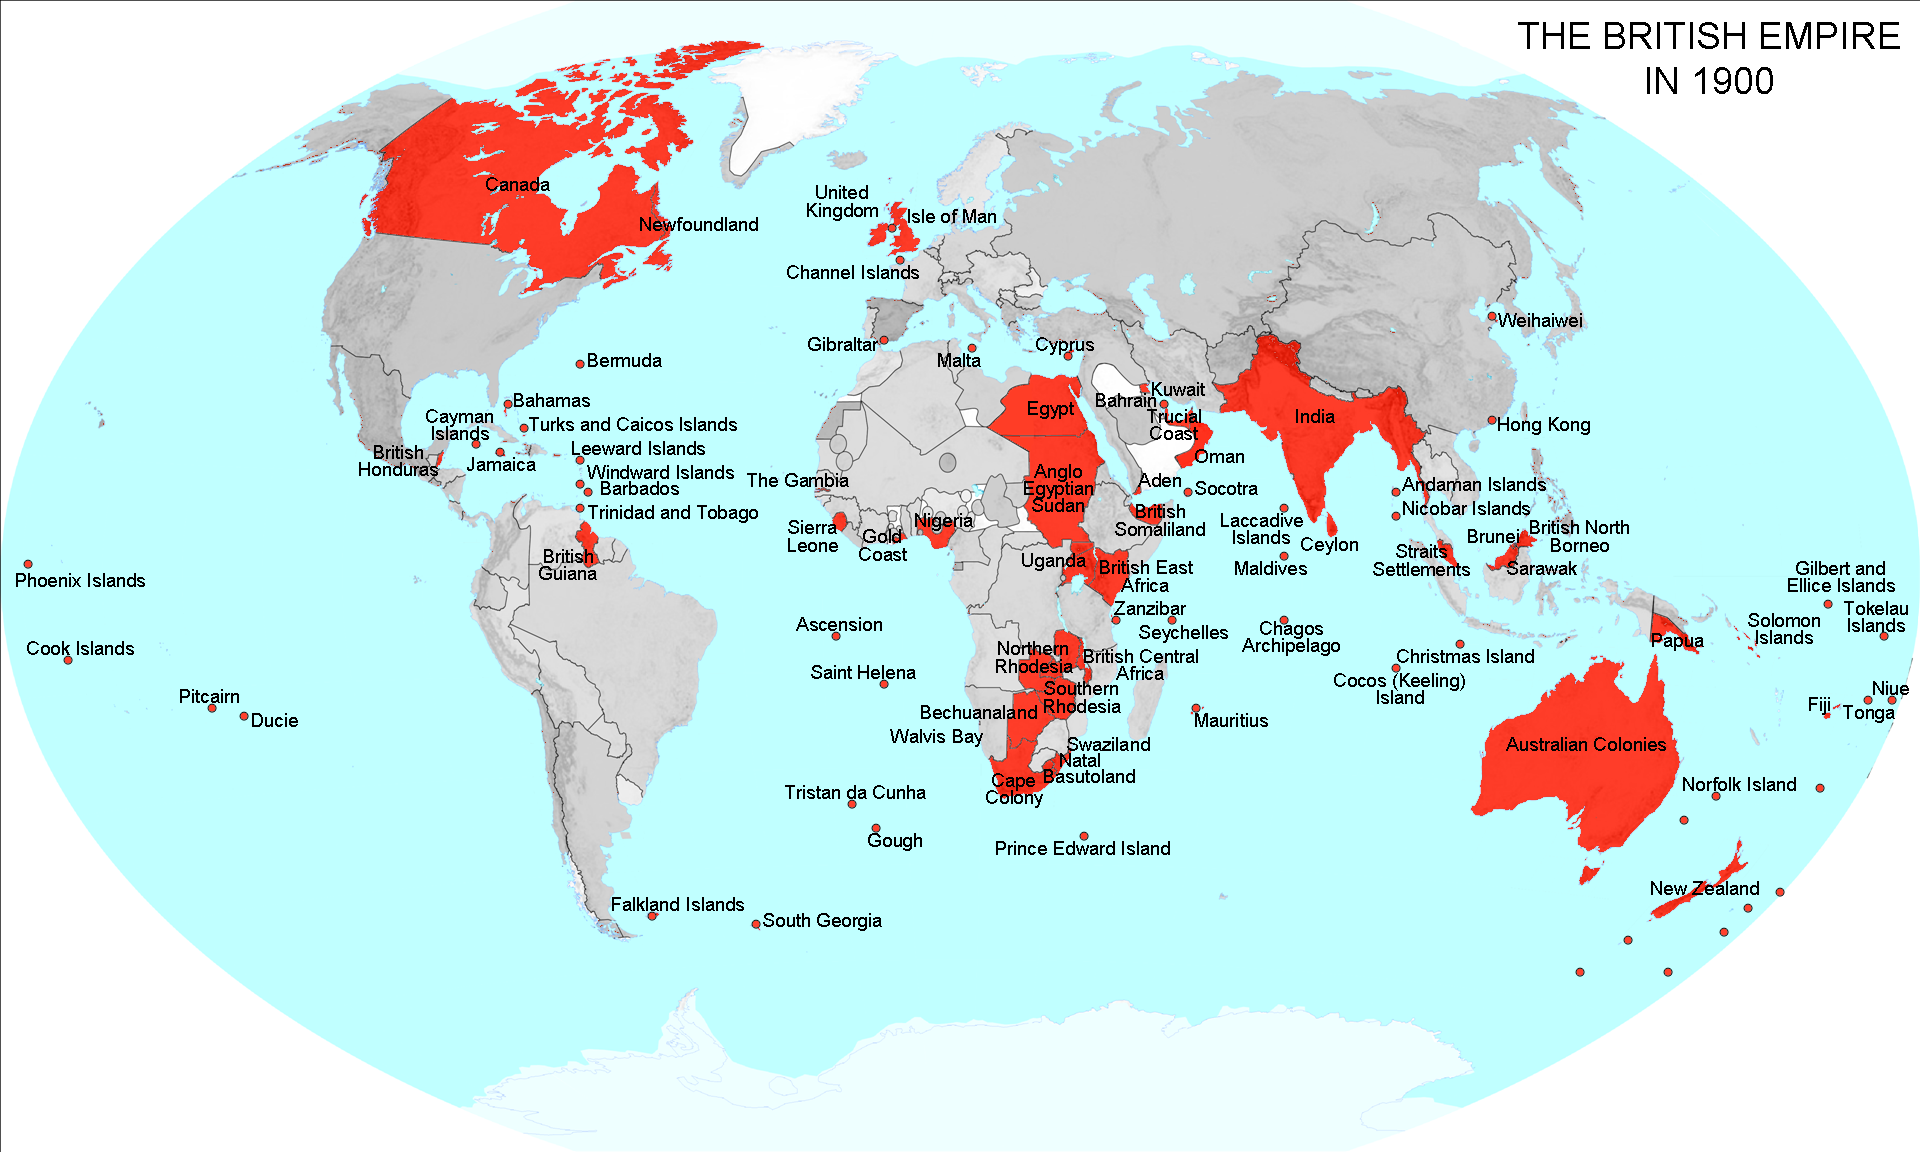 THE BRITISH EMPIRE
IN 1900
Canada
Newfoundland
United
Kingdom
Isle of Man
Channel Islands
Gibraltar
Malta
Cyprus
Weihaiwei
Bermuda
Bahamas
Cayman
Islands
Turks and Caicos Islands
British
Honduras
Jamaica
Leeward Islands
Windward Islands
Barbados
Trinidad and Tobago
British
Guiana
The Gambia
Sierra
Leone
Gold
Coast
Nigeria
Egypt
Anglo
Egyptian
Sudan
Kuwait
Bahrain
Trucial
Coast
Oman
Aden
Socotra
British
Somaliland
India
Hong Kong
Laccadive
Islands
Ceylon
Maldives
Andaman Islands
Nicobar Islands
Straits
Settlements
Brunei
British North
Borneo
Sarawak
Uganda
British East
Africa
Zanzibar
Seychelles
Chagos
Archipelago
Christmas Island
Cocos (Keeling)
Island
Papua
Gilbert and
Ellice Islands
Solomon
Islands
Tokelau
Islands
Phoenix Islands
Cook Islands
Pitcairn
Ducie
Ascension
Saint Helena
Northern
Rhodesia
British Central
Africa
Southern
Rhodesia
Bechuanaland
Walvis Bay
Mauritius
Swaziland
Natal
Basutoland
Cape
Colony
Australian Colonies
Fiji
Niue
Tonga
Norfolk Island
Tristan da Cunha
Gough
Prince Edward Island
New Zealand
Falkland Islands
South Georgia